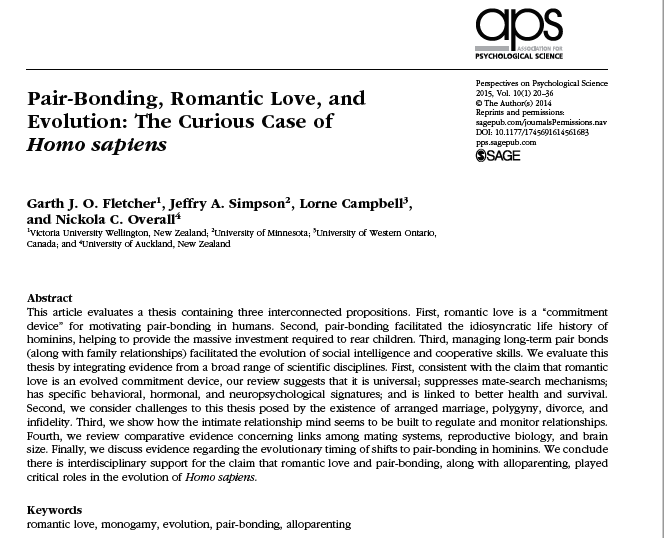 aps
ASSOCIATION FOR
PSYCHOLOGICAL SCIENCE
Perspectives on Psychological Science
2015, Vol. 10(1) 20–36
© The Author(s) 2014
Reprints and permissions:
sagepub.com/journalsPermissions.nav
DOI: 10.1177/1745691614561683
pps.sagepub.com
SAGE
Pair-Bonding, Romantic Love, and
Evolution: The Curious Case of
Homo sapiens
Garth J. O. Fletcher¹, Jeffry A. Simpson², Lorne Campbell³,
and Nickola C. Overall⁴
¹Victoria University Wellington, New Zealand; ²University of Minnesota; ³University of Western Ontario,
Canada; and ⁴University of Auckland, New Zealand
Abstract
This article evaluates a thesis containing three interconnected propositions. First, romantic love is a “commitment
device” for motivating pair-bonding in humans. Second, pair-bonding facilitated the idiosyncratic life history of
hominins, helping to provide the massive investment required to rear children. Third, managing long-term pair bonds
(along with family relationships) facilitated the evolution of social intelligence and cooperative skills. We evaluate this
thesis by integrating evidence from a broad range of scientific disciplines. First, consistent with the claim that romantic
love is an evolved commitment device, our review suggests that it is universal; suppresses mate-search mechanisms;
has specific behavioral, hormonal, and neuropsychological signatures; and is linked to better health and survival.
Second, we consider challenges to this thesis posed by the existence of arranged marriage, polygyny, divorce, and
infidelity. Third, we show how the intimate relationship mind seems to be built to regulate and monitor relationships.
Fourth, we review comparative evidence concerning links among mating systems, reproductive biology, and brain
size. Finally, we discuss evidence regarding the evolutionary timing of shifts to pair-bonding in hominins. We conclude
there is interdisciplinary support for the claim that romantic love and pair-bonding, along with alloparenting, played
critical roles in the evolution of Homo sapiens.
Keywords
romantic love, monogamy, evolution, pair-bonding, alloparenting